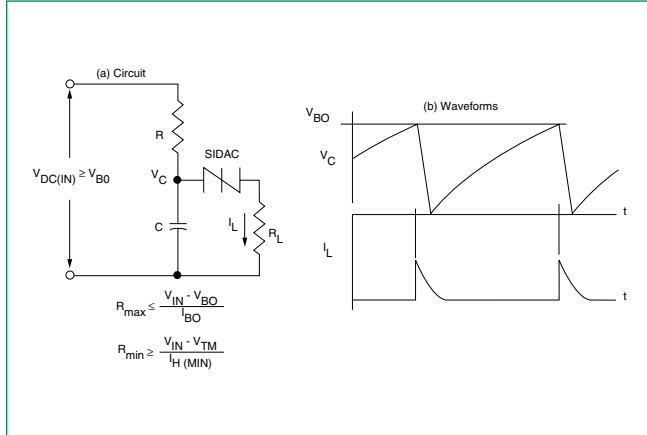 (a) Circuit
R
SIDAC
V_DC(IN) ≥ V_B0
V_C
C
I_L
R_L
R_max ≤ (V_IN - V_BO) / I_BO
R_min ≥ (V_IN - V_TM) / I_H (MIN)
(b) Waveforms
V_BO
V_C
t
I_L
t